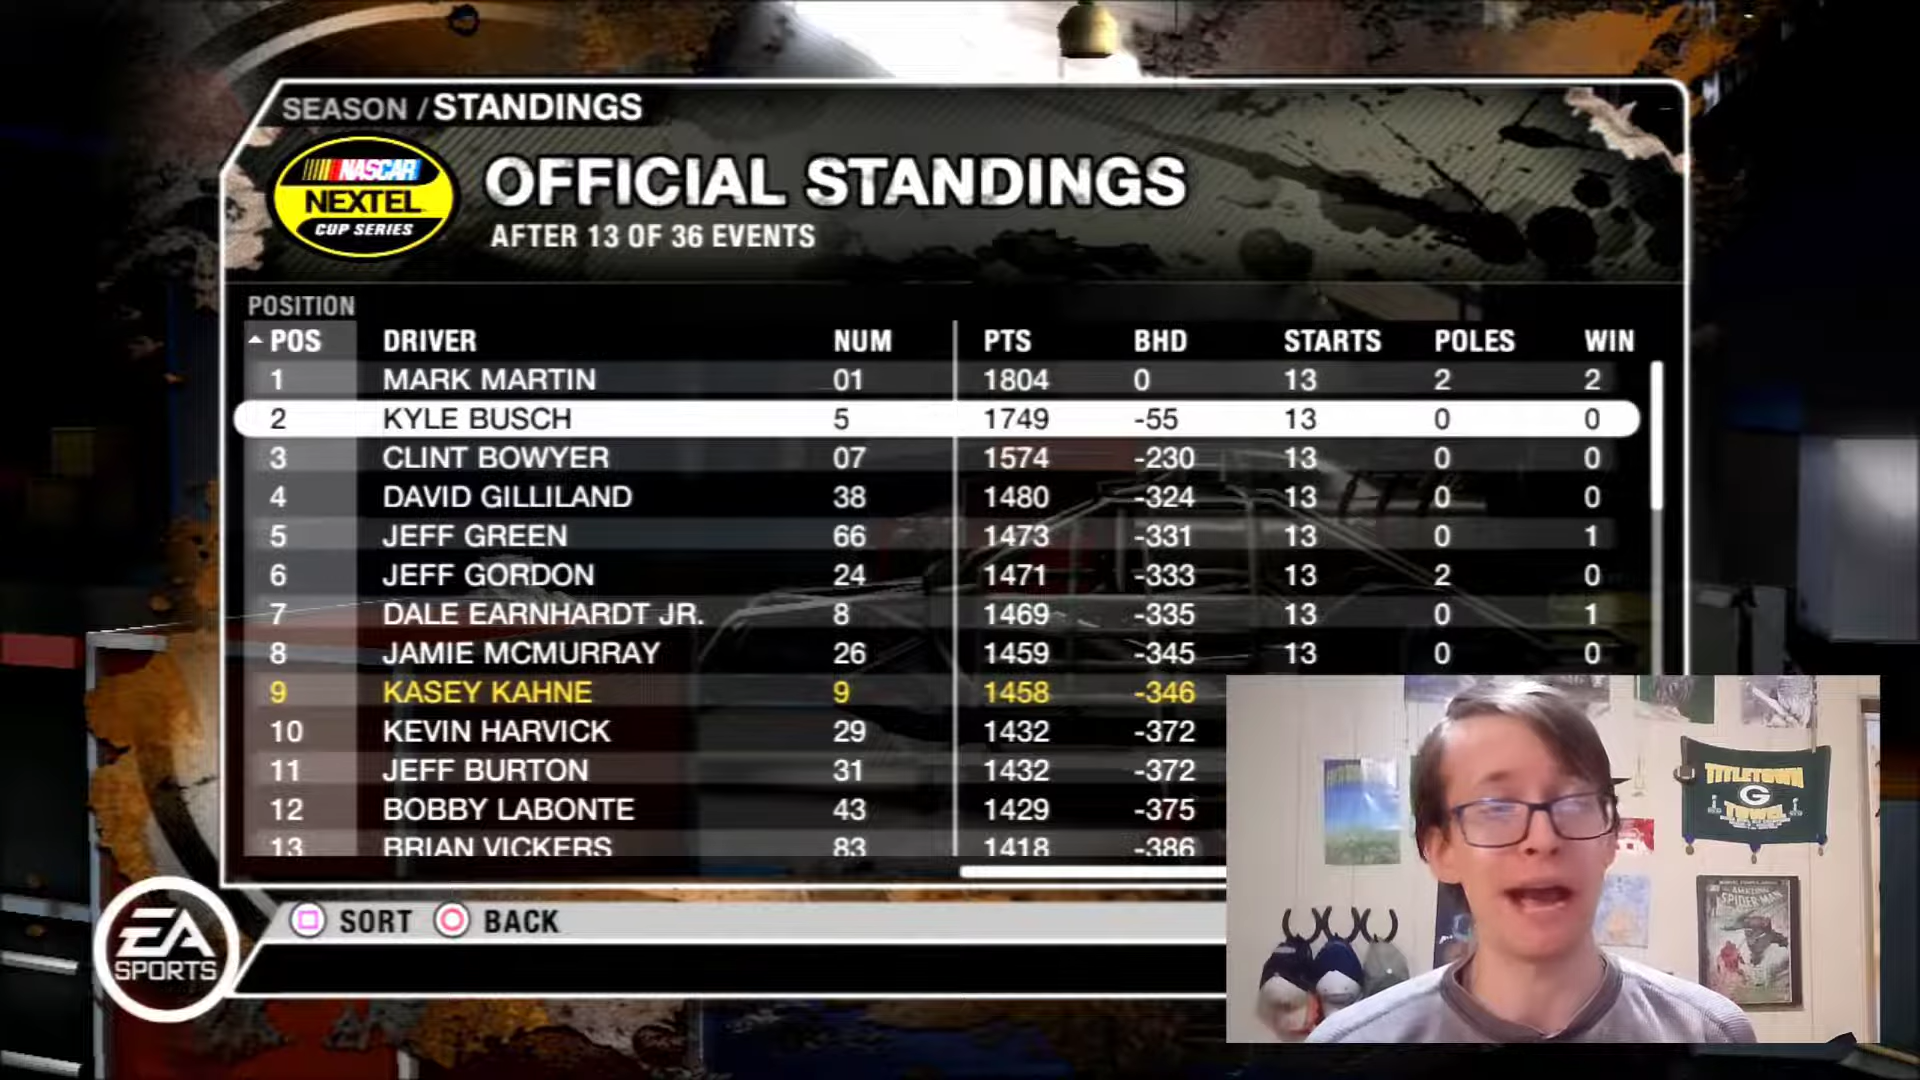 SEASON / STANDINGS
NASCAR
NEXTEL
CUP SERIES
OFFICIAL STANDINGS
AFTER 13 OF 36 EVENTS
POSITION
POS DRIVER NUM PTS BHD STARTS POLES WIN
1 MARK MARTIN 01 1804 0 13 2 2
2 KYLE BUSCH 5 1749 -55 13 0 0
3 CLINT BOWYER 07 1574 -230 13 0 0
4 DAVID GILLILAND 38 1480 -324 13 0 0
5 JEFF GREEN 66 1473 -331 13 0 1
6 JEFF GORDON 24 1471 -333 13 2 0
7 DALE EARNHARDT JR. 8 1469 -335 13 0 1
8 JAMIE MCMURRAY 26 1459 -345 13 0 0
9 KASEY KAHNE 9 1458 -346
10 KEVIN HARVICK 29 1432 -372
11 JEFF BURTON 31 1432 -372
12 BOBBY LABONTE 43 1429 -375
13 BRIAN VICKERS 83 1418 -386
TITLETOWN
G
TOWEL
AMAZING
SPIDER-MAN
SORT BACK
EA
SPORTS